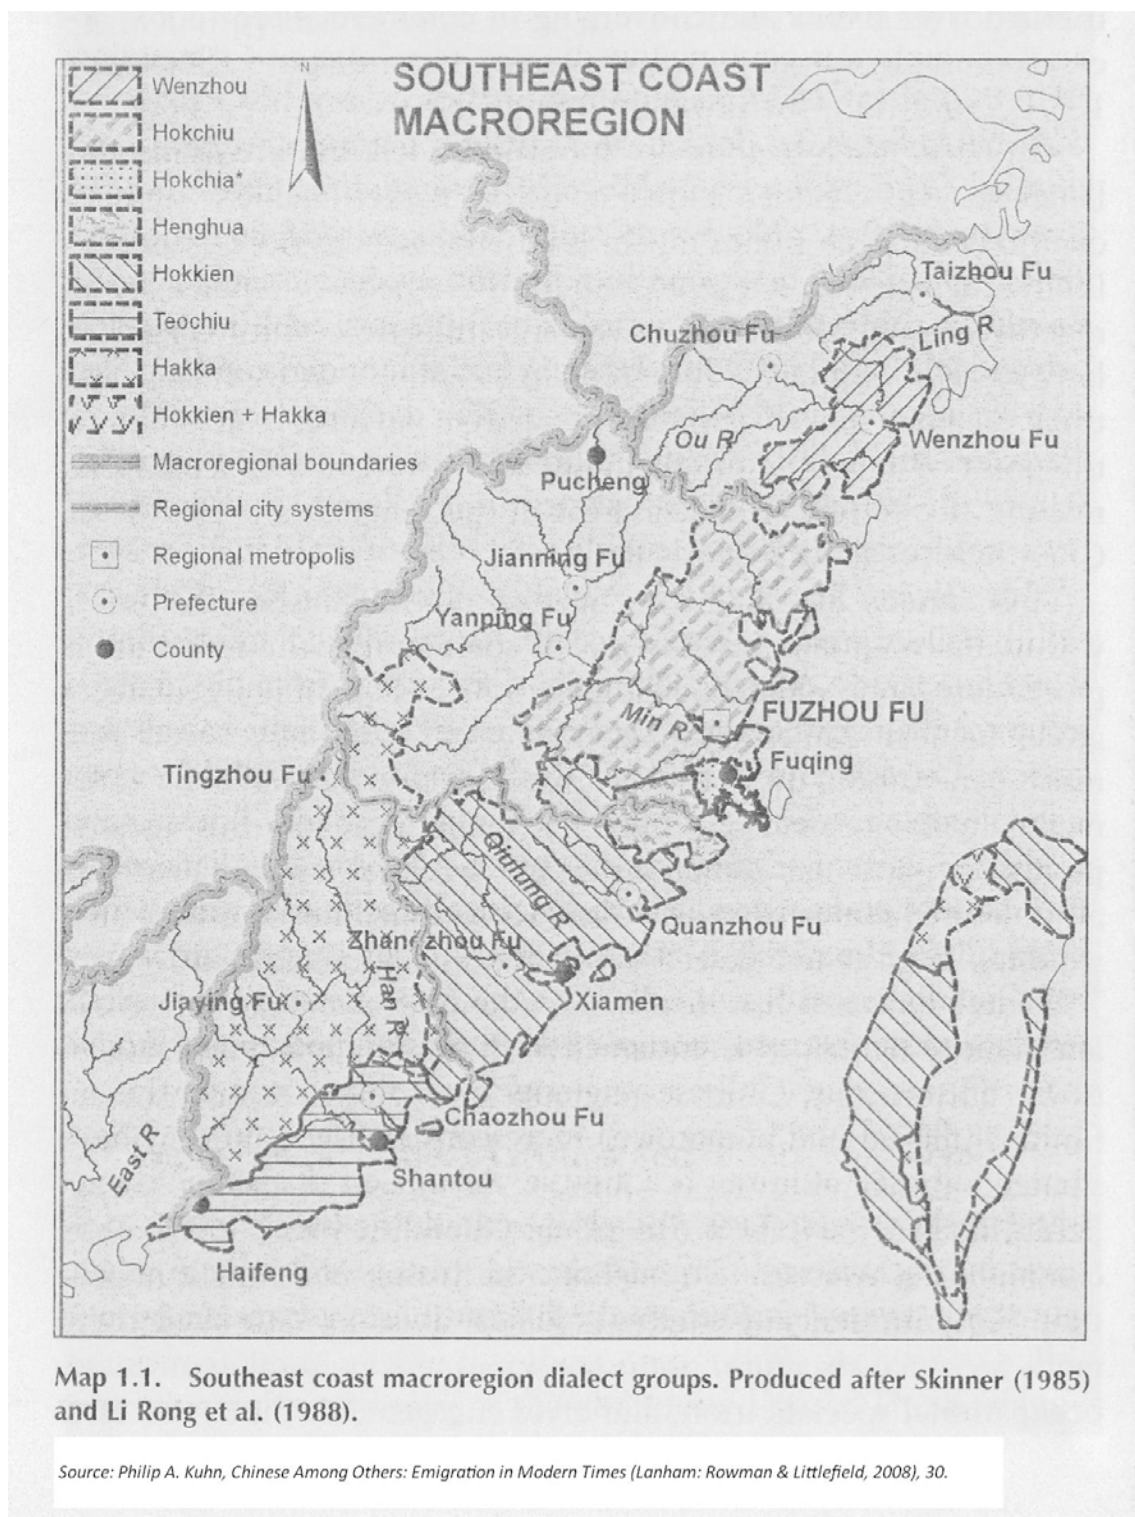 SOUTHEAST COAST
MACROREGION
N
Wenzhou
Hokchiu
Hokchia*
Henghua
Hokkien
Teochiu
Hakka
Hokkien + Hakka
Macroregional boundaries
Regional city systems
Regional metropolis
Prefecture
County
Taizhou Fu
Ling R
Chuzhou Fu
Ou R
Wenzhou Fu
Pucheng
Jianning Fu
Yanping Fu
Min R
FUZHOU FU
Fuqing
Tingzhou Fu
Qiulung R
Quanzhou Fu
Zhangzhou Fu
Xiamen
Han R
Jiaying Fu
Chaozhou Fu
East R
Shantou
Haifeng
Map 1.1. Southeast coast macroregion dialect groups. Produced after Skinner (1985)
and Li Rong et al. (1988).
Source: Philip A. Kuhn, Chinese Among Others: Emigration in Modern Times (Lanham: Rowman & Littlefield, 2008), 30.